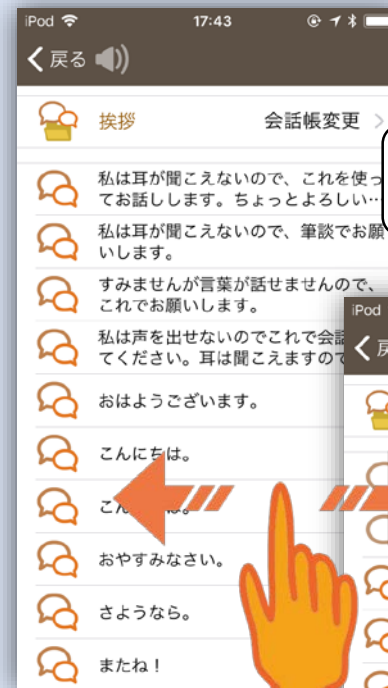 iPod 17:43
戻る
挨拶 会話帳変更
私は耳が聞こえないので、これを使っ
てお話しします。ちょっとよろしい…
私は耳が聞こえないので、筆談でお願
いします。
すみませんが言葉が話せませんので、
これでお願いします。
私は声を出せないのでこれで会話
てください。耳は聞こえますので
おはようございます。
こんにちは。
おやすみなさい。
さようなら。
またね！
iPod